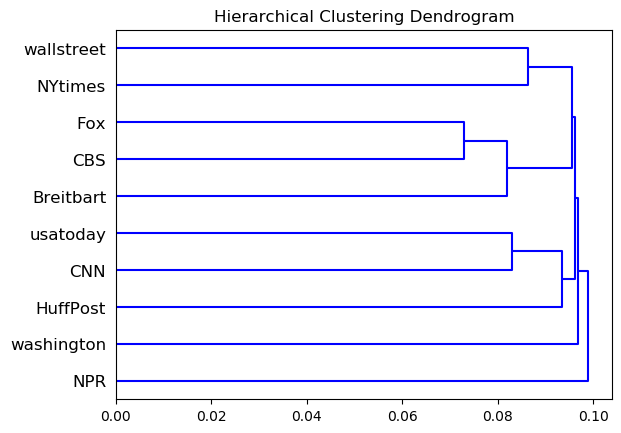 Hierarchical Clustering Dendrogram
wallstreet
NYtimes
Fox
CBS
Breitbart
usatoday
CNN
HuffPost
washington
NPR
0.00 0.02 0.04 0.06 0.08 0.10